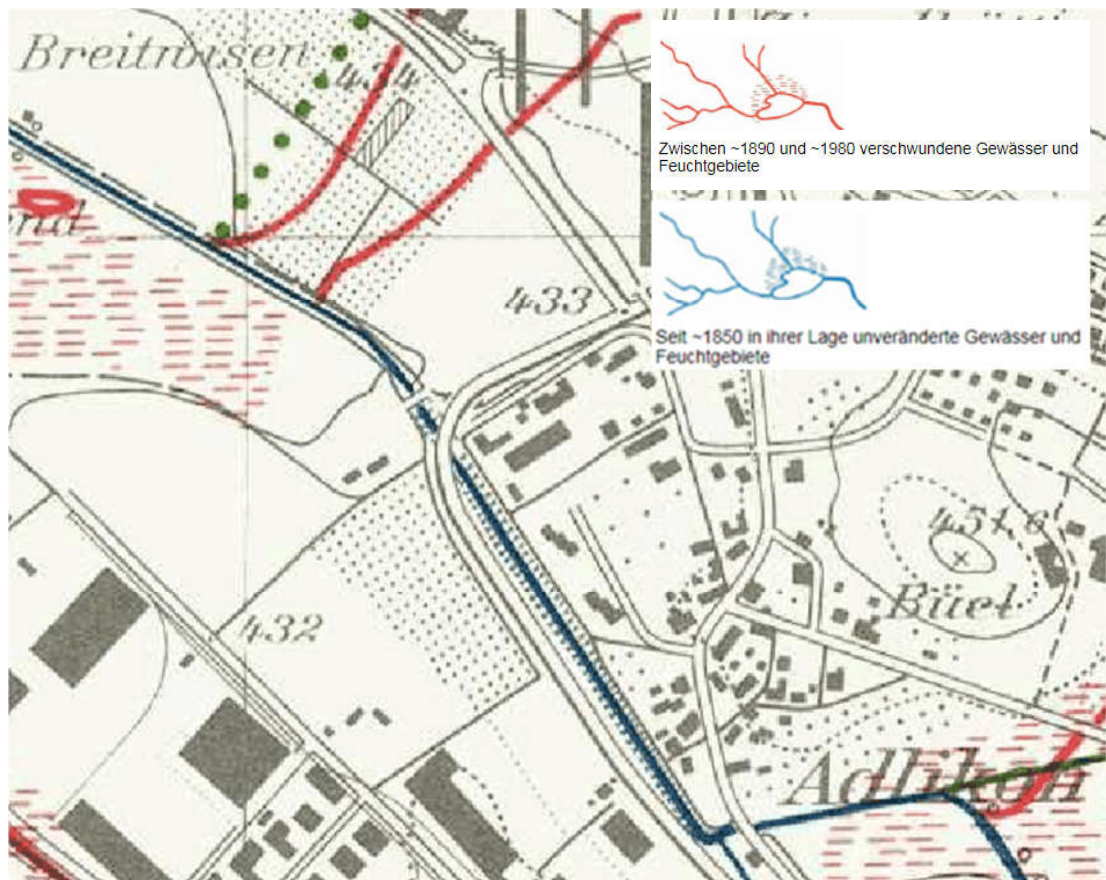 Breitwisen
434
Zwischen ~1890 und ~1980 verschwundene Gewässer und
Feuchtgebiete
433
Seit ~1850 in ihrer Lage unveränderte Gewässer und
Feuchtgebiete
451,6
Büel
432
Adlikon